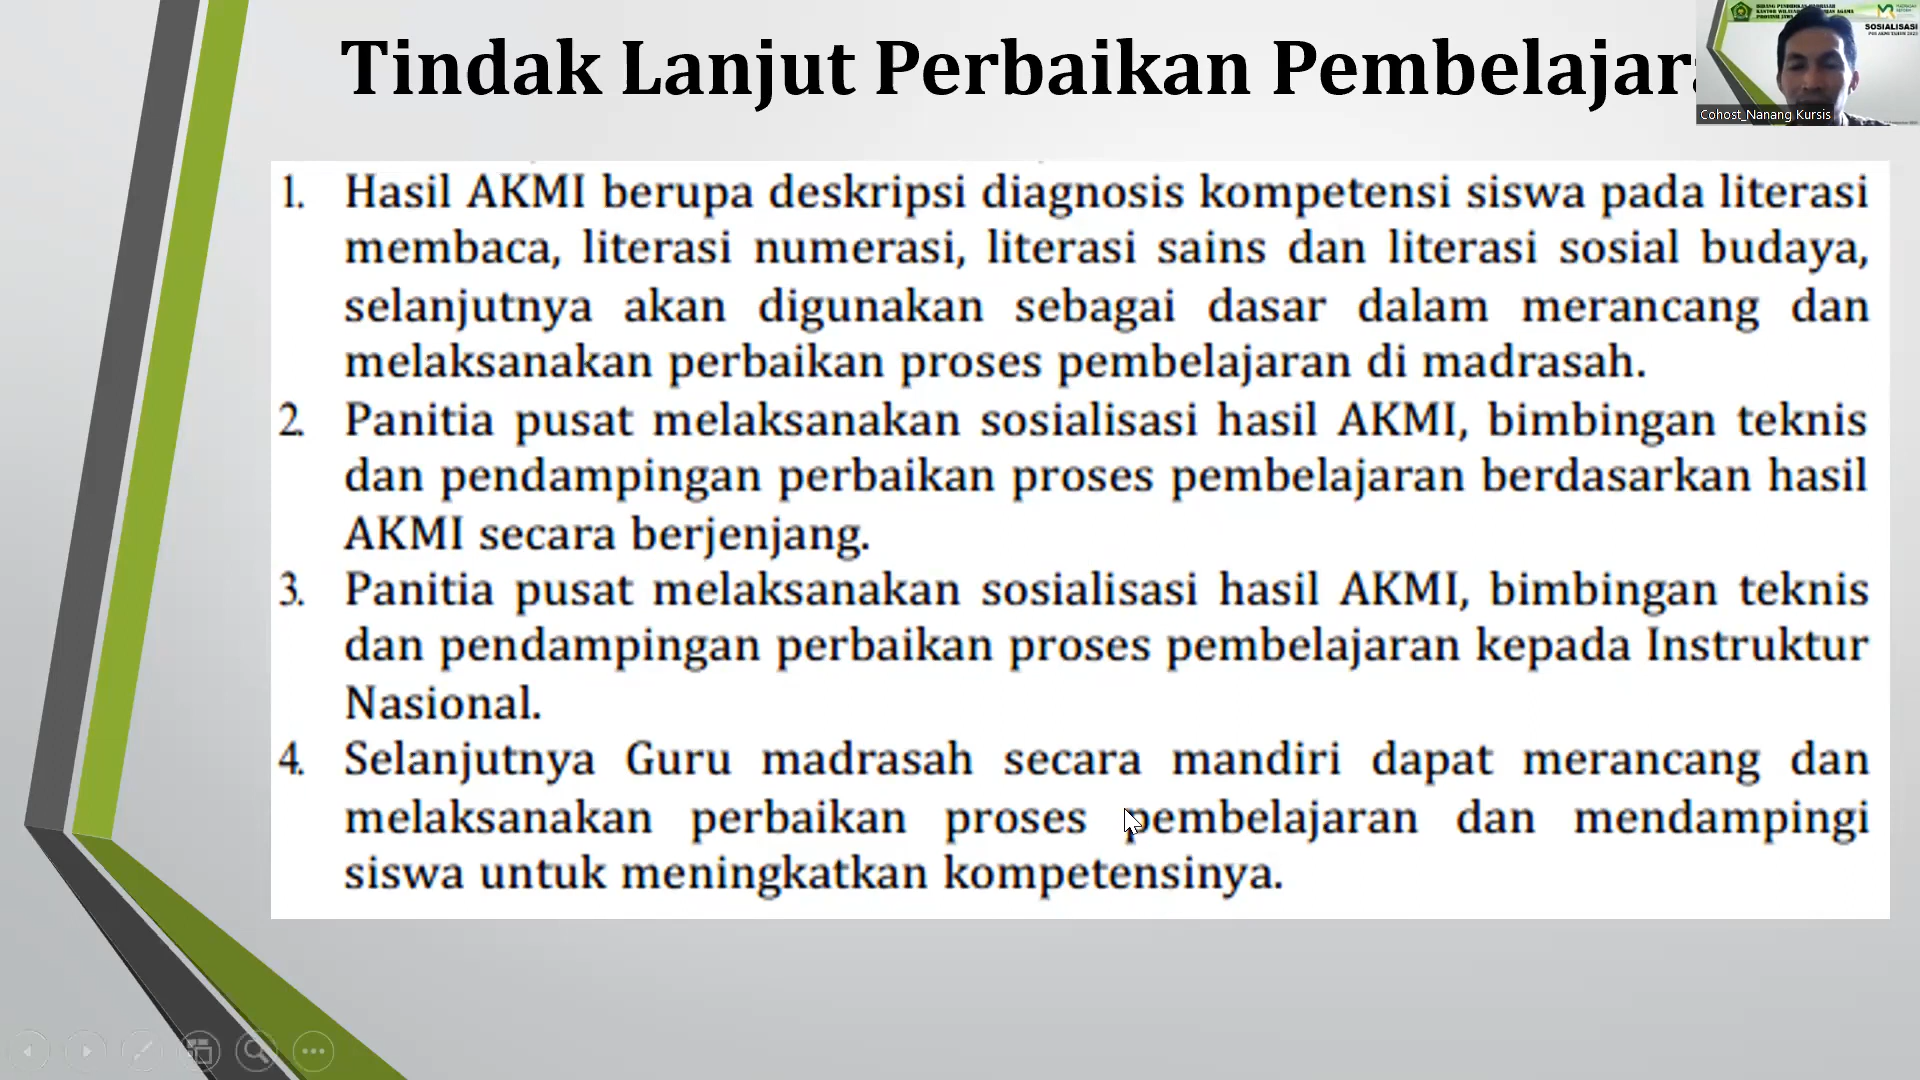 Tindak Lanjut Perbaikan Pembelajar
BIDANG PENDIDIKAN MADRASAH
SOSIALISASI
Cohost_Nanang Kursis
1. Hasil AKMI berupa deskripsi diagnosis kompetensi siswa pada literasi
membaca, literasi numerasi, literasi sains dan literasi sosial budaya,
selanjutnya akan digunakan sebagai dasar dalam merancang dan
melaksanakan perbaikan proses pembelajaran di madrasah.
2. Panitia pusat melaksanakan sosialisasi hasil AKMI, bimbingan teknis
dan pendampingan perbaikan proses pembelajaran berdasarkan hasil
AKMI secara berjenjang.
3. Panitia pusat melaksanakan sosialisasi hasil AKMI, bimbingan teknis
dan pendampingan perbaikan proses pembelajaran kepada Instruktur
Nasional.
4. Selanjutnya Guru madrasah secara mandiri dapat merancang dan
melaksanakan perbaikan proses pembelajaran dan mendampingi
siswa untuk meningkatkan kompetensinya.